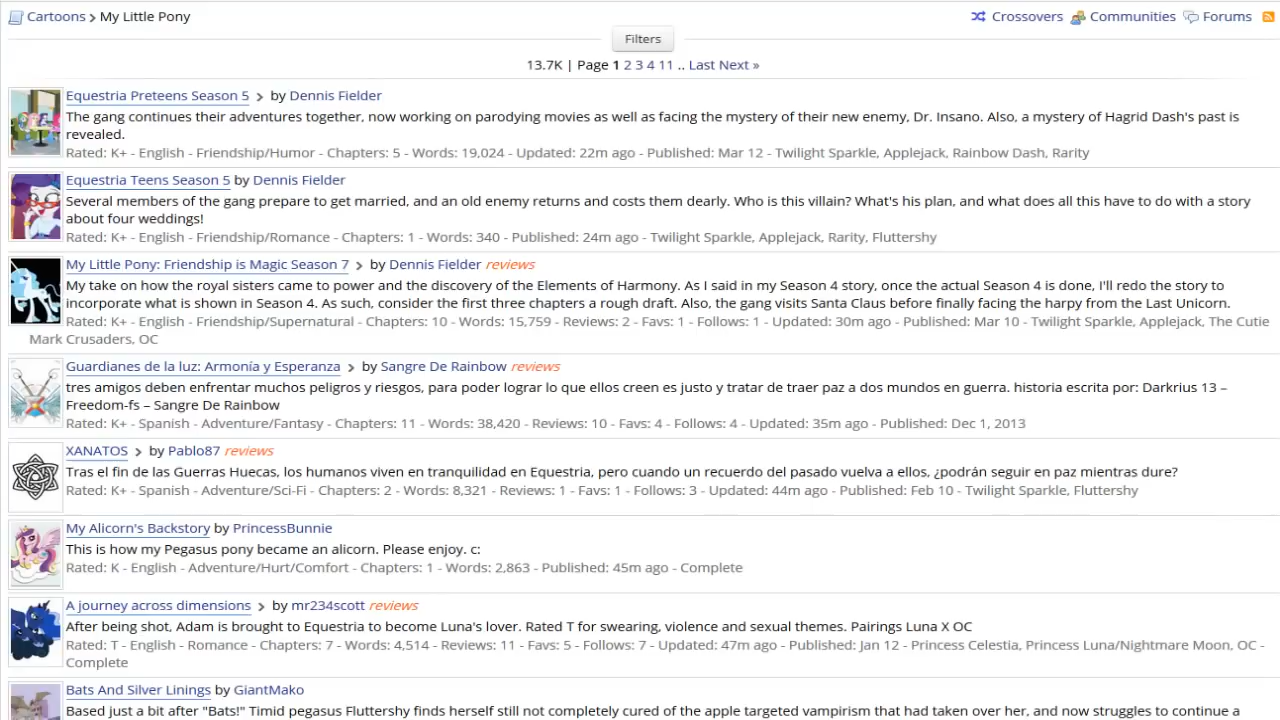 Cartoons > My Little Pony
Crossovers Communities Forums
Filters
13.7K | Page 1 2 3 4 11 .. Last Next »
Equestria Preteens Season 5 > by Dennis Fielder
The gang continues their adventures together, now working on parodying movies as well as facing the mystery of their new enemy, Dr. Insano. Also, a mystery of Hagrid Dash's past is
revealed.
Rated: K+ - English - Friendship/Humor - Chapters: 5 - Words: 19,024 - Updated: 22m ago - Published: Mar 12 - Twilight Sparkle, Applejack, Rainbow Dash, Rarity
Equestria Teens Season 5 by Dennis Fielder
Several members of the gang prepare to get married, and an old enemy returns and costs them dearly. Who is this villain? What's his plan, and what does all this have to do with a story
about four weddings!
Rated: K+ - English - Friendship/Romance - Chapters: 1 - Words: 340 - Published: 24m ago - Twilight Sparkle, Applejack, Rarity, Fluttershy
My Little Pony: Friendship is Magic Season 7 > by Dennis Fielder reviews
My take on how the royal sisters came to power and the discovery of the Elements of Harmony. As I said in my Season 4 story, once the actual Season 4 is done, I'll redo the story to
incorporate what is shown in Season 4. As such, consider the first three chapters a rough draft. Also, the gang visits Santa Claus before finally facing the harpy from the Last Unicorn.
Rated: K+ - English - Friendship/Supernatural - Chapters: 10 - Words: 15,759 - Reviews: 2 - Favs: 1 - Follows: 1 - Updated: 30m ago - Published: Mar 10 - Twilight Sparkle, Applejack, The Cutie
Mark Crusaders, OC
Guardianes de la luz: Armonía y Esperanza > by Sangre De Rainbow reviews
tres amigos deben enfrentar muchos peligros y riesgos, para poder lograr lo que ellos creen es justo y tratar de traer paz a dos mundos en guerra. historia escrita por: Darkrius 13 –
Freedom-fs – Sangre De Rainbow
Rated: K+ - Spanish - Adventure/Fantasy - Chapters: 11 - Words: 38,420 - Reviews: 10 - Favs: 4 - Follows: 4 - Updated: 35m ago - Published: Dec 1, 2013
XANATOS > by Pablo87 reviews
Tras el fin de las Guerras Huecas, los humanos viven en tranquilidad en Equestria, pero cuando un recuerdo del pasado vuelva a ellos, ¿podrán seguir en paz mientras dure?
Rated: K+ - Spanish - Adventure/Sci-Fi - Chapters: 2 - Words: 8,321 - Reviews: 1 - Favs: 1 - Follows: 3 - Updated: 44m ago - Published: Feb 10 - Twilight Sparkle, Fluttershy
My Alicorn's Backstory by PrincessBunnie
This is how my Pegasus pony became an alicorn. Please enjoy. c:
Rated: K - English - Adventure/Hurt/Comfort - Chapters: 1 - Words: 2,863 - Published: 45m ago - Complete
A journey across dimensions > by mr234scott reviews
After being shot, Adam is brought to Equestria to become Luna's lover. Rated T for swearing, violence and sexual themes. Pairings Luna X OC
Rated: T - English - Romance - Chapters: 7 - Words: 4,514 - Reviews: 11 - Favs: 5 - Follows: 7 - Updated: 47m ago - Published: Jan 12 - Princess Celestia, Princess Luna/Nightmare Moon, OC -
Complete
Bats And Silver Linings by GiantMako
Based just a bit after "Bats!" Timid pegasus Fluttershy finds herself still not completely cured of the apple targeted vampirism that had taken over her, and now struggles to continue a